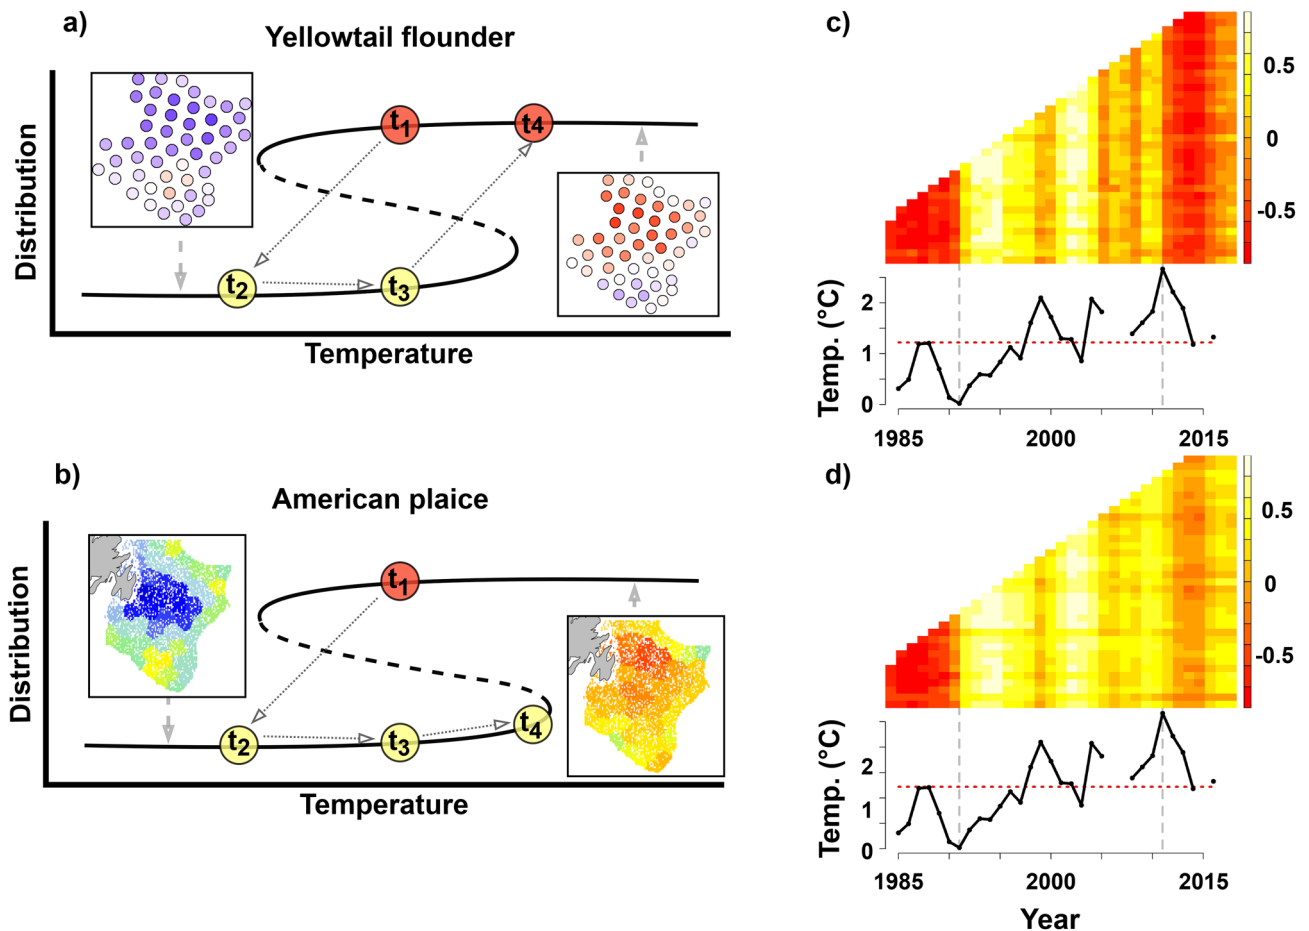 a)
Yellowtail flounder
Distribution
t1
t4
t2
t3
Temperature
b)
American plaice
Distribution
t1
t2
t3
t4
Temperature
c)
0.5
0
-0.5
Temp. (°C)
2
1
0
1985
2000
2015
d)
0.5
0
-0.5
Temp. (°C)
2
1
0
1985
2000
2015
Year